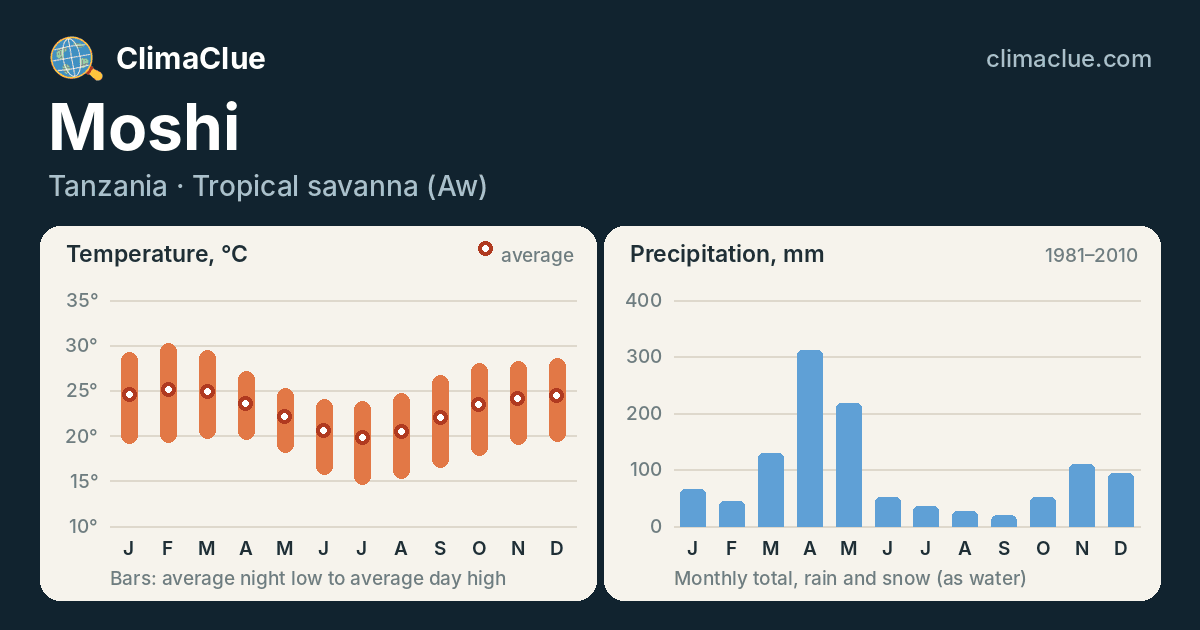 ClimaClue
climaclue.com
Moshi
Tanzania · Tropical savanna (Aw)
Temperature, °C
average
35°
30°
25°
20°
15°
10°
J F M A M J J A S O N D
Bars: average night low to average day high
Precipitation, mm
1981–2010
400
300
200
100
0
J F M A M J J A S O N D
Monthly total, rain and snow (as water)